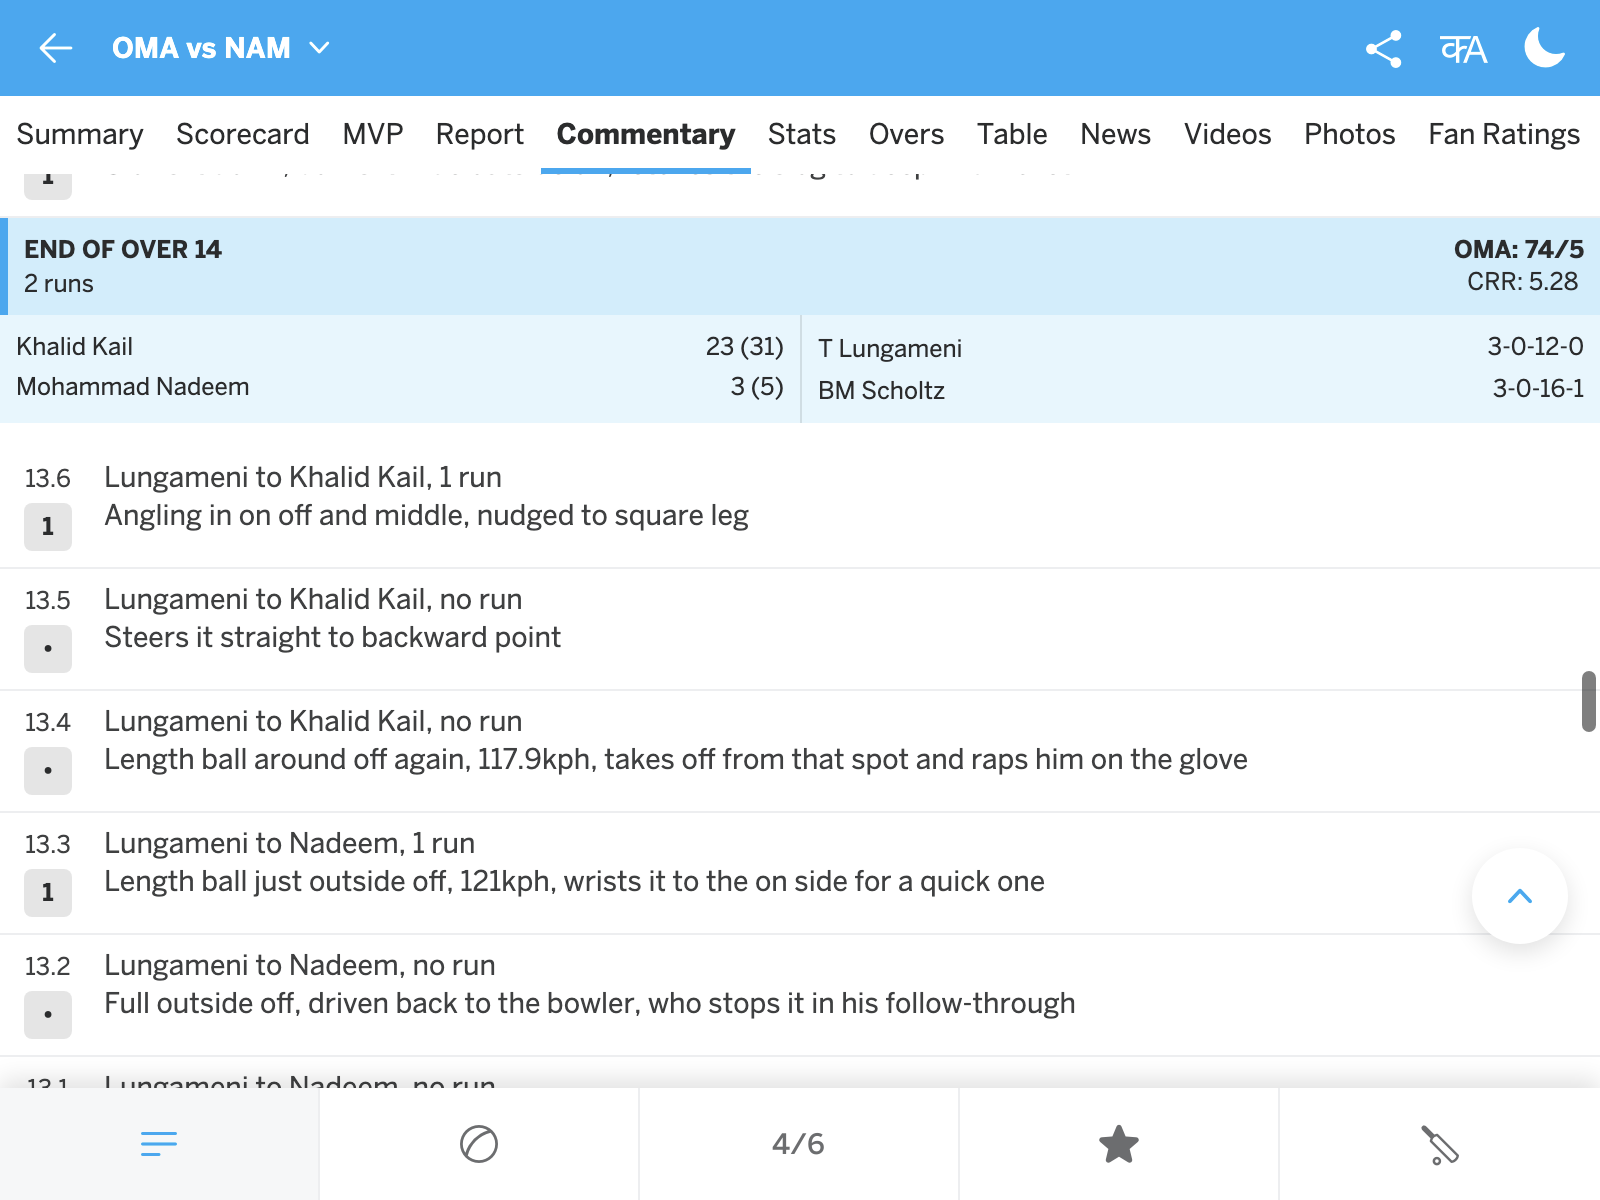 OMA vs NAM
Summary Scorecard MVP Report Commentary Stats Overs Table News Videos Photos Fan Ratings
1
END OF OVER 14 OMA: 74/5
2 runs CRR: 5.28
Khalid Kail 23 (31) T Lungameni 3-0-12-0
Mohammad Nadeem 3 (5) BM Scholtz 3-0-16-1
13.6 Lungameni to Khalid Kail, 1 run
1 Angling in on off and middle, nudged to square leg
13.5 Lungameni to Khalid Kail, no run
• Steers it straight to backward point
13.4 Lungameni to Khalid Kail, no run
• Length ball around off again, 117.9kph, takes off from that spot and raps him on the glove
13.3 Lungameni to Nadeem, 1 run
1 Length ball just outside off, 121kph, wrists it to the on side for a quick one
13.2 Lungameni to Nadeem, no run
• Full outside off, driven back to the bowler, who stops it in his follow-through
13.1 Lungameni to Nadeem, no run
4/6